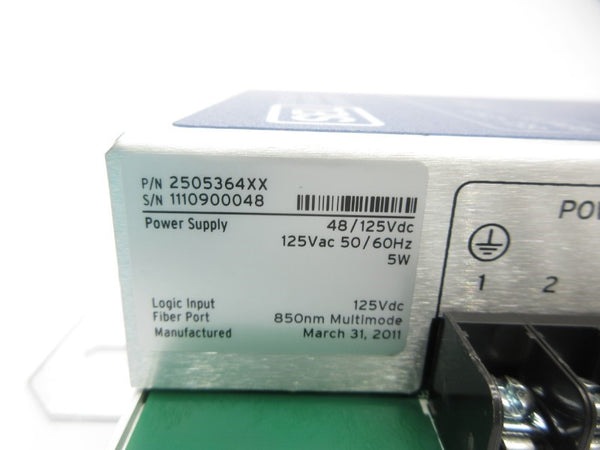 P/N 2505364XX
S/N 1110900048
Power Supply 48/125Vdc
125Vac 50/60Hz
5W
Logic Input 125Vdc
Fiber Port 850nm Multimode
Manufactured March 31, 2011
1 2